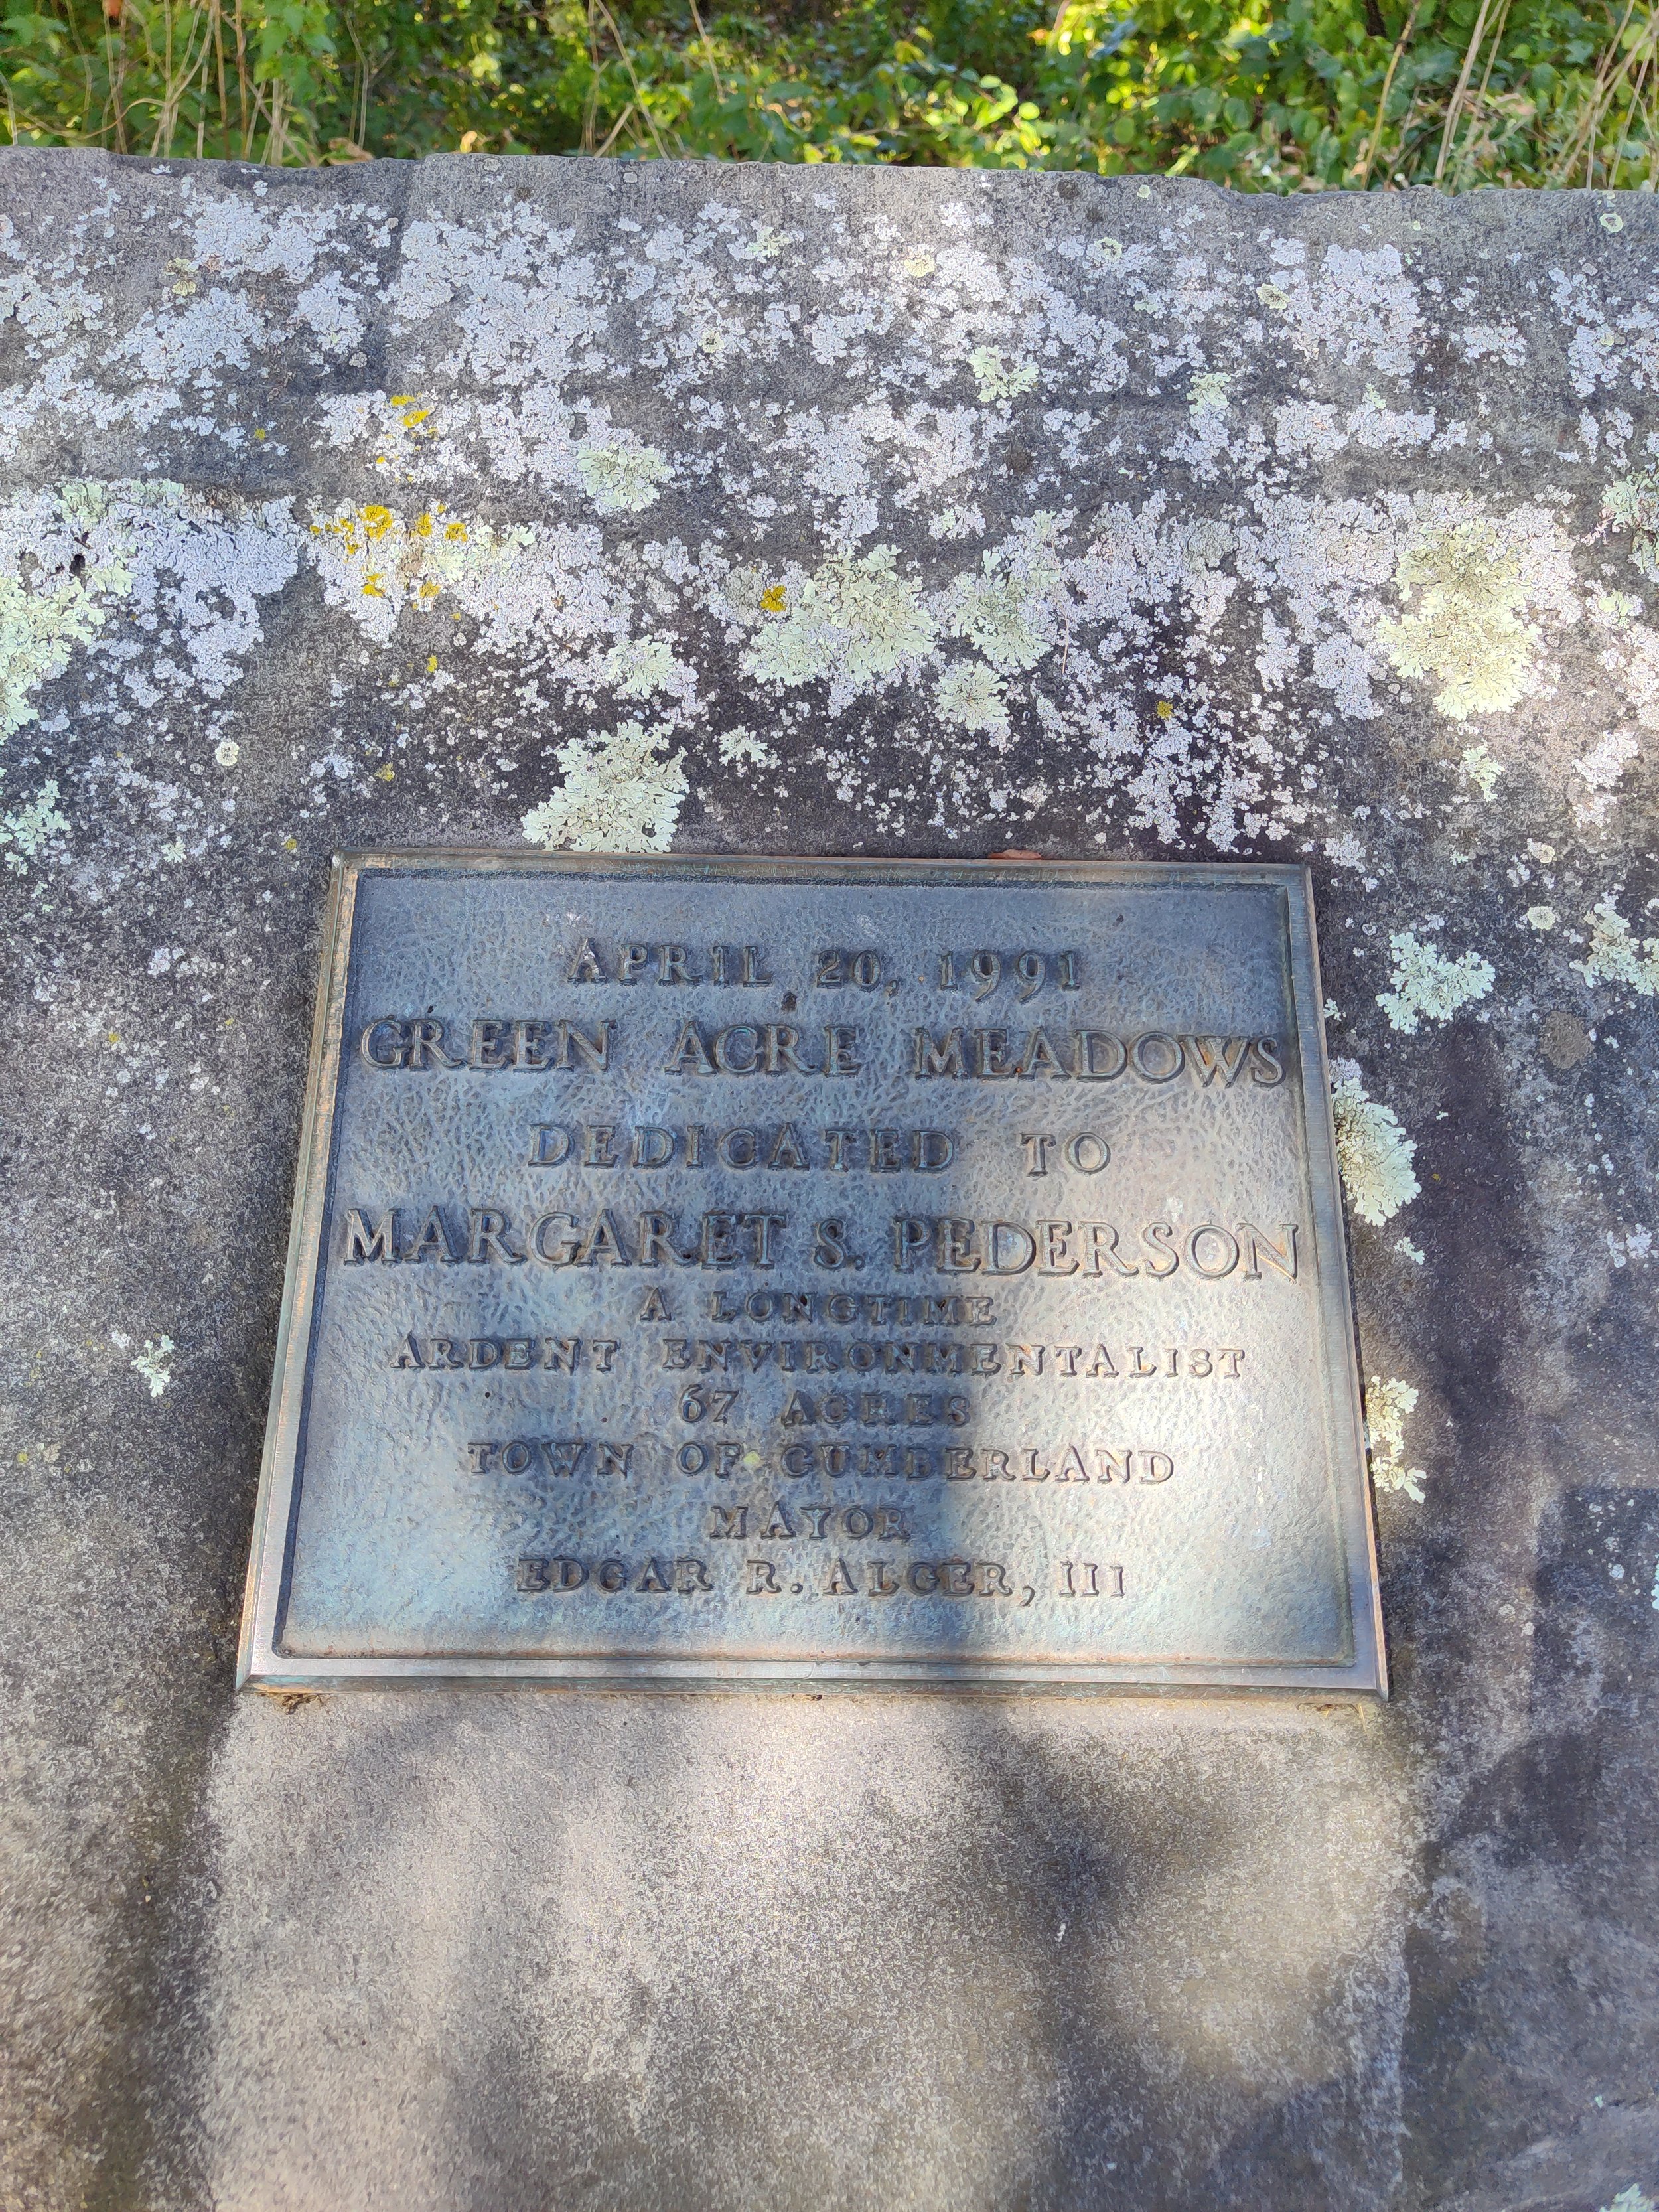 APRIL 20, 1991
GREEN ACRE MEADOWS
DEDICATED TO
MARGARET S. PEDERSON
A LONGTIME
ARDENT ENVIRONMENTALIST
67 ACRES
TOWN OF CUMBERLAND
MAYOR
EDGAR R. ALGER, III